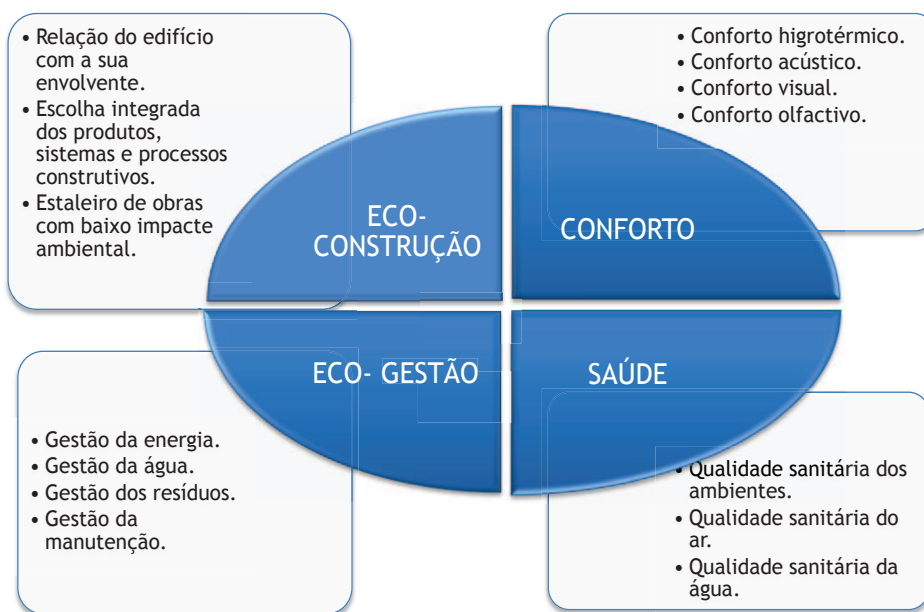 • Relação do edifício
com a sua
envolvente.
• Escolha integrada
dos produtos,
sistemas e processos
construtivos.
• Estaleiro de obras
com baixo impacte
ambiental.
• Conforto higrotérmico.
• Conforto acústico.
• Conforto visual.
• Conforto olfactivo.
ECO-
CONSTRUÇÃO
CONFORTO
ECO- GESTÃO
SAÚDE
• Gestão da energia.
• Gestão da água.
• Gestão dos resíduos.
• Gestão da
manutenção.
• Qualidade sanitária dos
ambientes.
• Qualidade sanitária do
ar.
• Qualidade sanitária da
água.